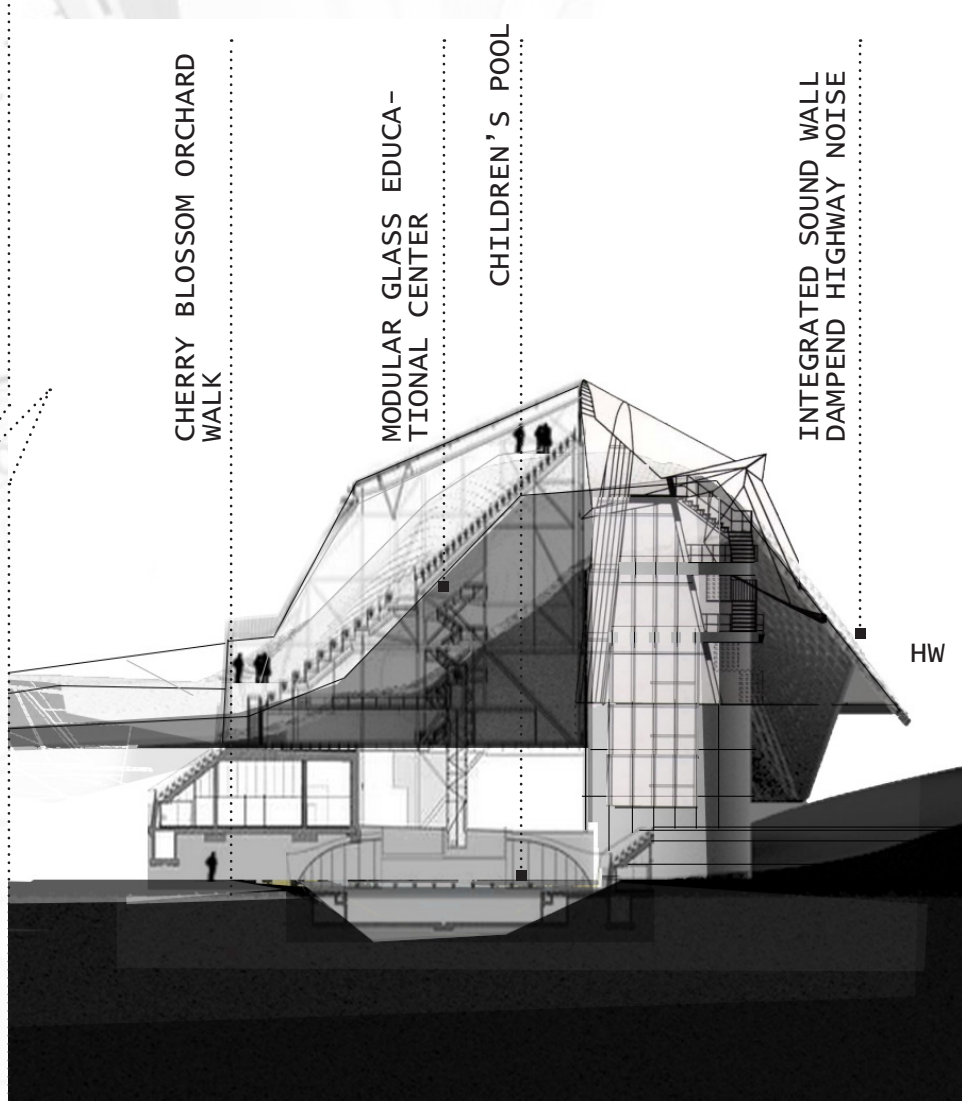 CHERRY BLOSSOM ORCHARD
WALK
MODULAR GLASS EDUCA-
TIONAL CENTER
CHILDREN'S POOL
INTEGRATED SOUND WALL
DAMPEND HIGHWAY NOISE
HW